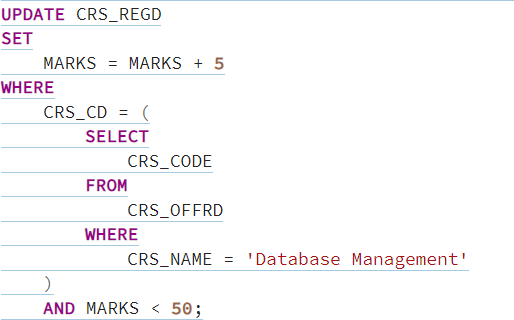 UPDATE CRS_REGD
SET
    MARKS = MARKS + 5
WHERE
    CRS_CD = (
        SELECT
            CRS_CODE
        FROM
            CRS_OFFRD
        WHERE
            CRS_NAME = 'Database Management'
    )
    AND MARKS < 50;